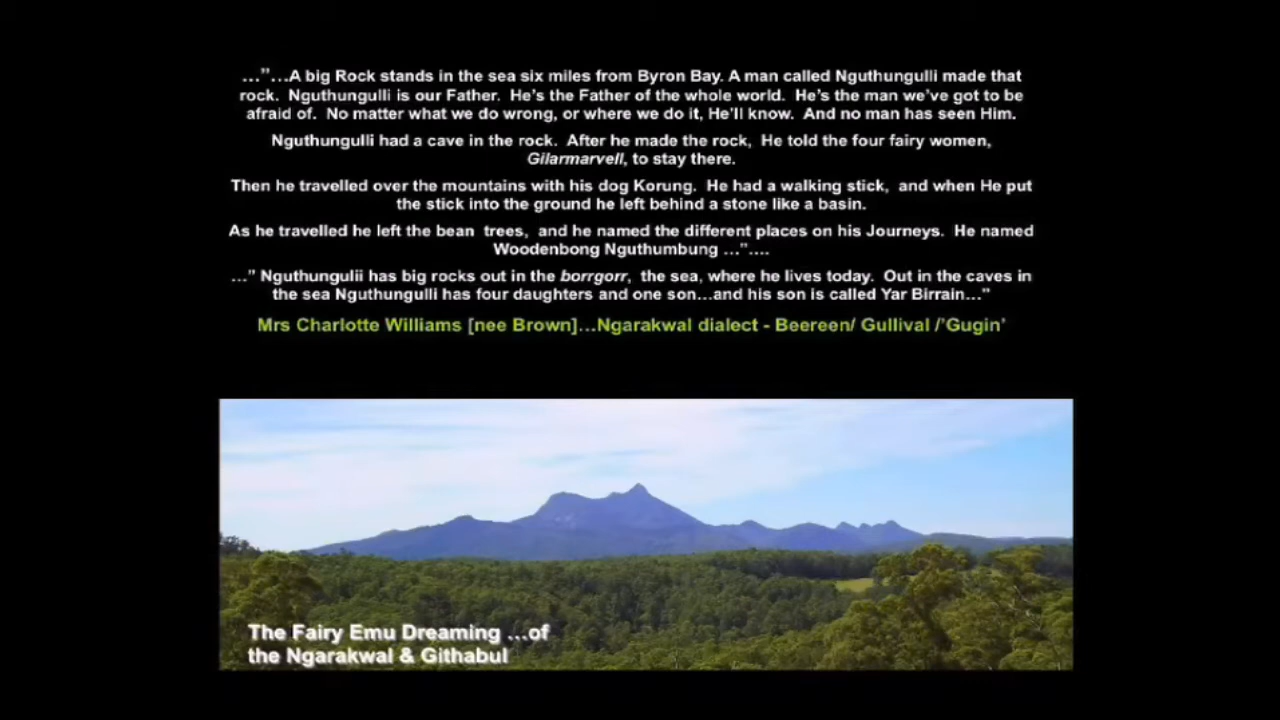 …”…A big Rock stands in the sea six miles from Byron Bay. A man called Nguthungulli made that
rock. Nguthungulli is our Father. He’s the Father of the whole world. He’s the man we’ve got to be
afraid of. No matter what we do wrong, or where we do it, He’ll know. And no man has seen Him.
Nguthungulli had a cave in the rock. After he made the rock, He told the four fairy women,
Gilarmarvell, to stay there.
Then he travelled over the mountains with his dog Korung. He had a walking stick, and when He put
the stick into the ground he left behind a stone like a basin.
As he travelled he left the bean trees, and he named the different places on his Journeys. He named
Woodenbong Nguthumbung …”….
…” Nguthungulii has big rocks out in the borrgorr, the sea, where he lives today. Out in the caves in
the sea Nguthungulli has four daughters and one son…and his son is called Yar Birrain…”
Mrs Charlotte Williams [nee Brown]…Ngarakwal dialect - Beereen/ Gullival /’Gugin’
The Fairy Emu Dreaming …of
the Ngarakwal & Githabul